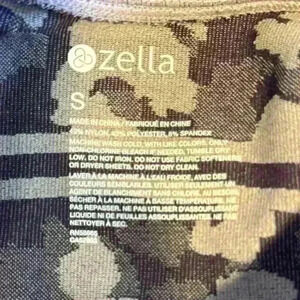 zella
S
MADE IN CHINA / FABRIQUÉ EN CHINE
NYLON, POLYESTER, SPANDEX
MACHINE WASH COLD, WITH LIKE COLORS, ONLY
NON-CHLORINE BLEACH IF NEEDED, TUMBLE DRY
LOW, DO NOT IRON, DO NOT USE FABRIC SOFTENER
OR DRYER SHEETS. DO NOT DRY CLEAN.
LAVER À LA MACHINE À L'EAU FROIDE, AVEC DES
COULEURS SEMBLABLES. UTILISER SEULEMENT UN
AGENT DE BLANCHIMENT SANS CHLORE, AU BESOIN.
SÉCHER À LA MACHINE À BASSE TEMPÉRATURE. NE
PAS REPASSER. NE PAS UTILISER D'ASSOUPLISSANT
LIQUIDE NI DE FEUILLES ASSOUPLISSANTES. NE PAS
NETTOYER À SEC.